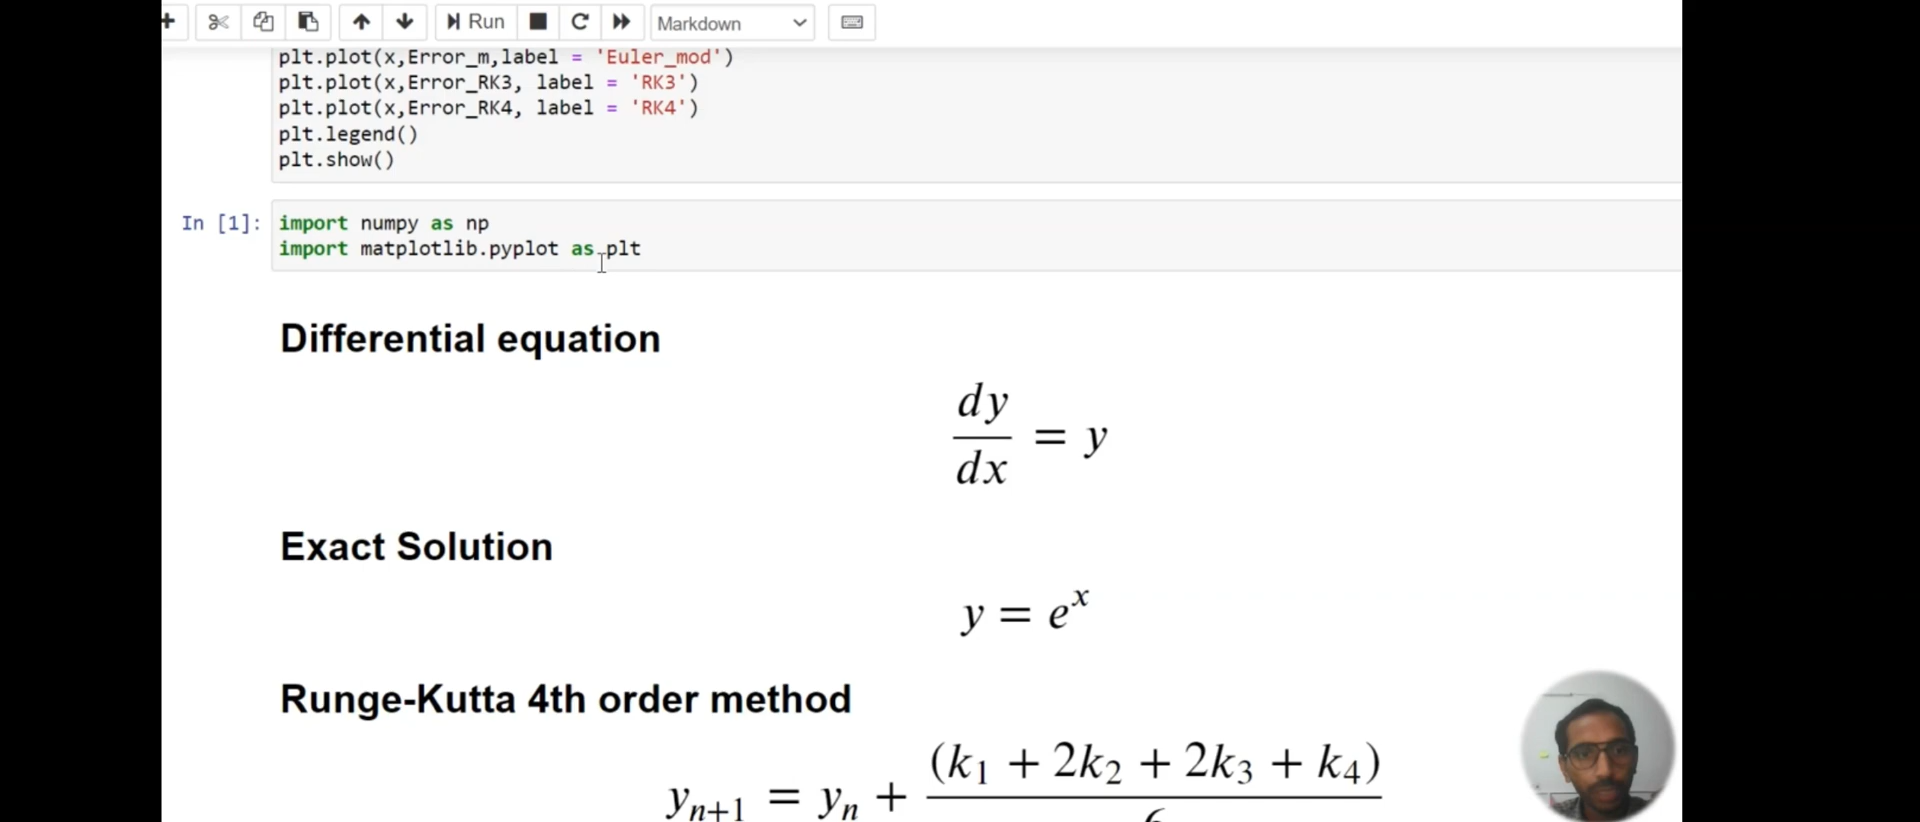 Run Markdown
plt.plot(x,Error_m,label = 'Euler_mod')
plt.plot(x,Error_RK3, label = 'RK3')
plt.plot(x,Error_RK4, label = 'RK4')
plt.legend()
plt.show()
In [1]: import numpy as np
import matplotlib.pyplot as plt
Differential equation
dy/dx = y
Exact Solution
y = e^x
Runge-Kutta 4th order method
y_{n+1} = y_n + (k_1 + 2k_2 + 2k_3 + k_4)/6